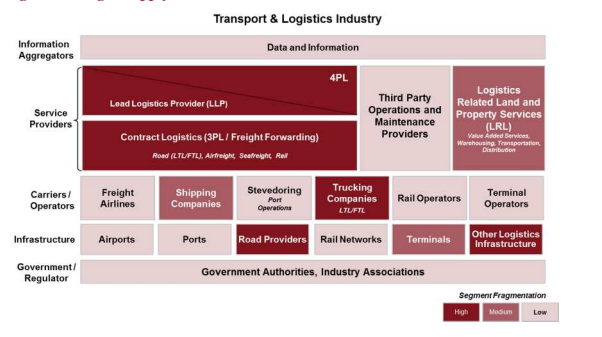 Transport & Logistics Industry
Information
Aggregators
Data and Information
Service
Providers
4PL
Lead Logistics Provider (LLP)
Contract Logistics (3PL / Freight Forwarding)
Road (LTL/FTL), Airfreight, Seafreight, Rail
Third Party
Operations and
Maintenance
Providers
Logistics
Related Land and
Property Services
(LRL)
Value Added Services,
Warehousing, Transportation,
Distribution
Carriers /
Operators
Freight
Airlines
Shipping
Companies
Stevedoring
Port
Operations
Trucking
Companies
LTL/FTL
Rail Operators
Terminal
Operators
Infrastructure
Airports
Ports
Road Providers
Rail Networks
Terminals
Other Logistics
Infrastructure
Government /
Regulator
Government Authorities, Industry Associations
Segment Fragmentation
High
Medium
Low